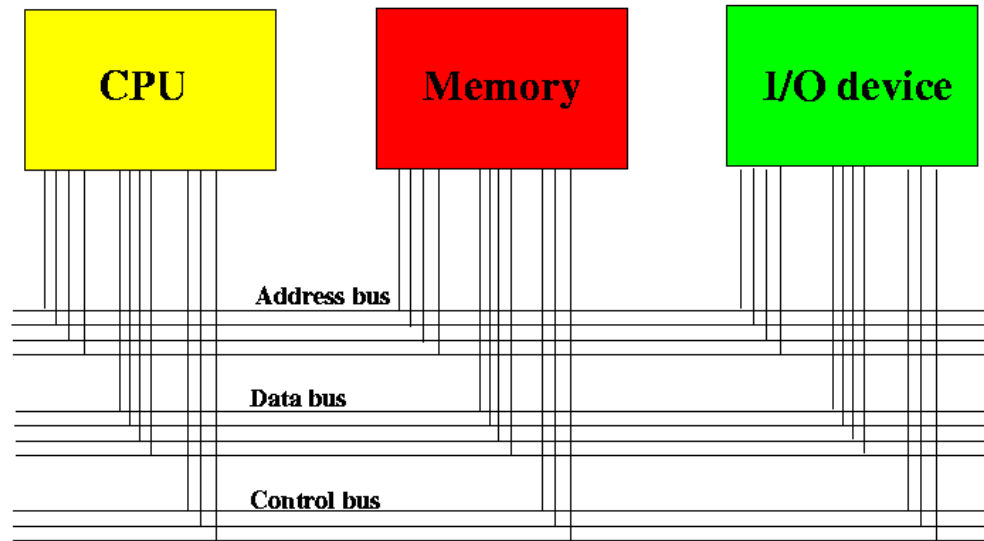 CPU
Memory
I/O device
Address bus
Data bus
Control bus